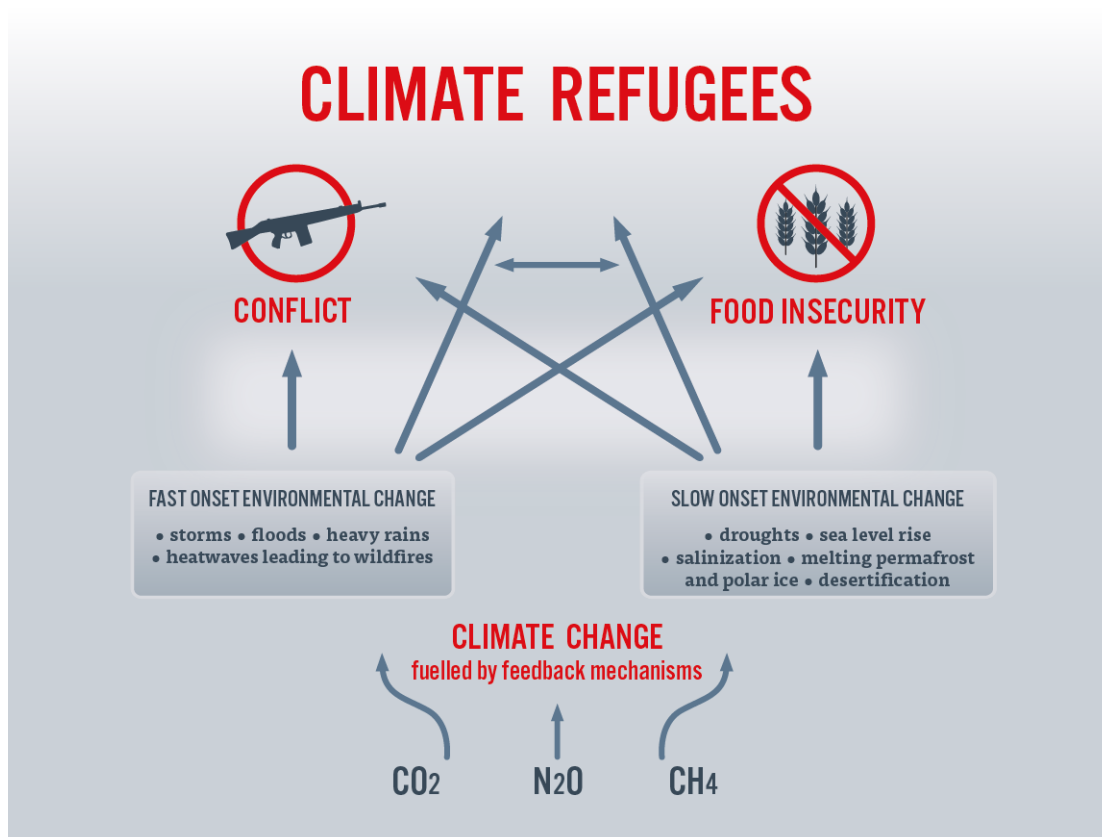 CLIMATE REFUGEES
CONFLICT
FOOD INSECURITY
FAST ONSET ENVIRONMENTAL CHANGE
• storms • floods • heavy rains
• heatwaves leading to wildfires
SLOW ONSET ENVIRONMENTAL CHANGE
• droughts • sea level rise
• salinization • melting permafrost
and polar ice • desertification
CLIMATE CHANGE
fuelled by feedback mechanisms
CO2
N2O
CH4